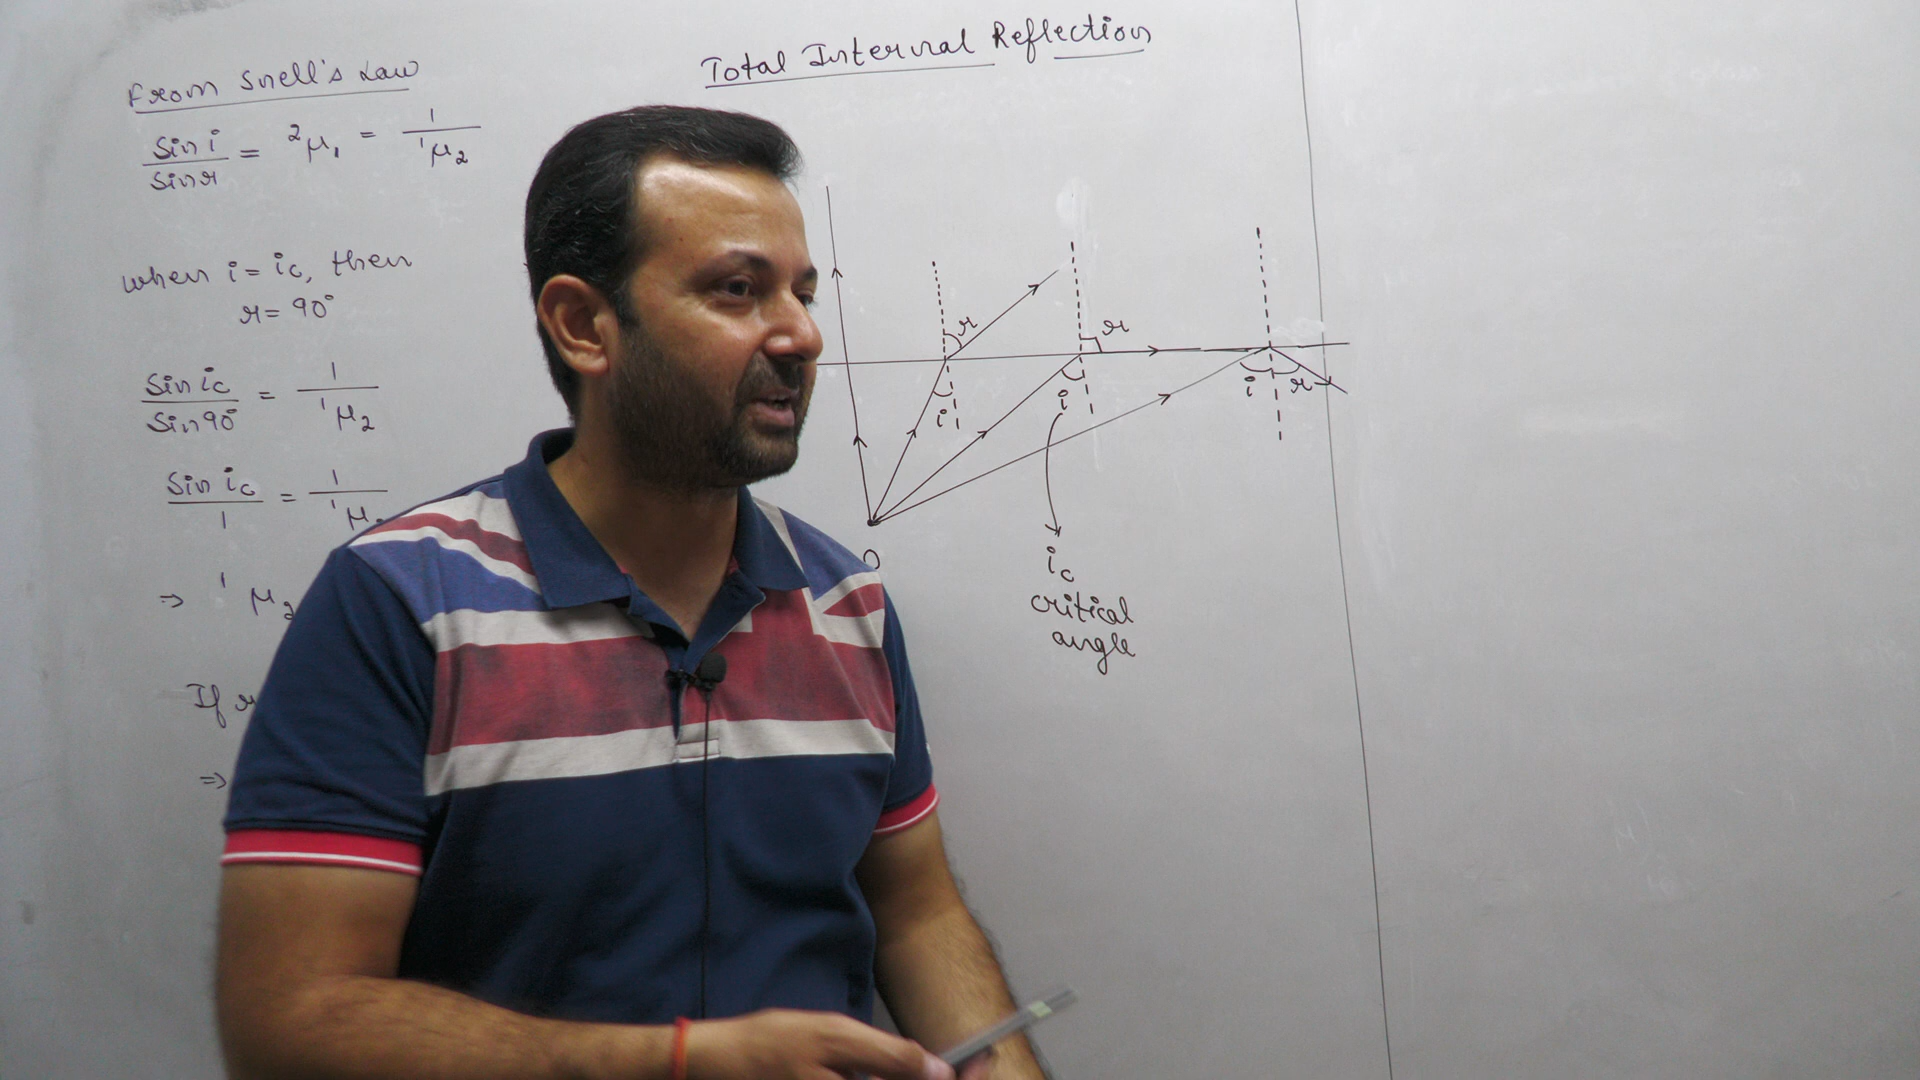 Total Internal Reflection
From Snell's Law
Sin i / Sin r = ²μ₁ = 1 / ¹μ₂
when i = ic, then
r = 90°
Sin ic / Sin 90° = 1 / ¹μ₂
Sin ic / 1 = 1 / ¹μ
⇒ ¹μ₂
If r
⇒
r
r
i
i
i
r
O
ic
critical
angle